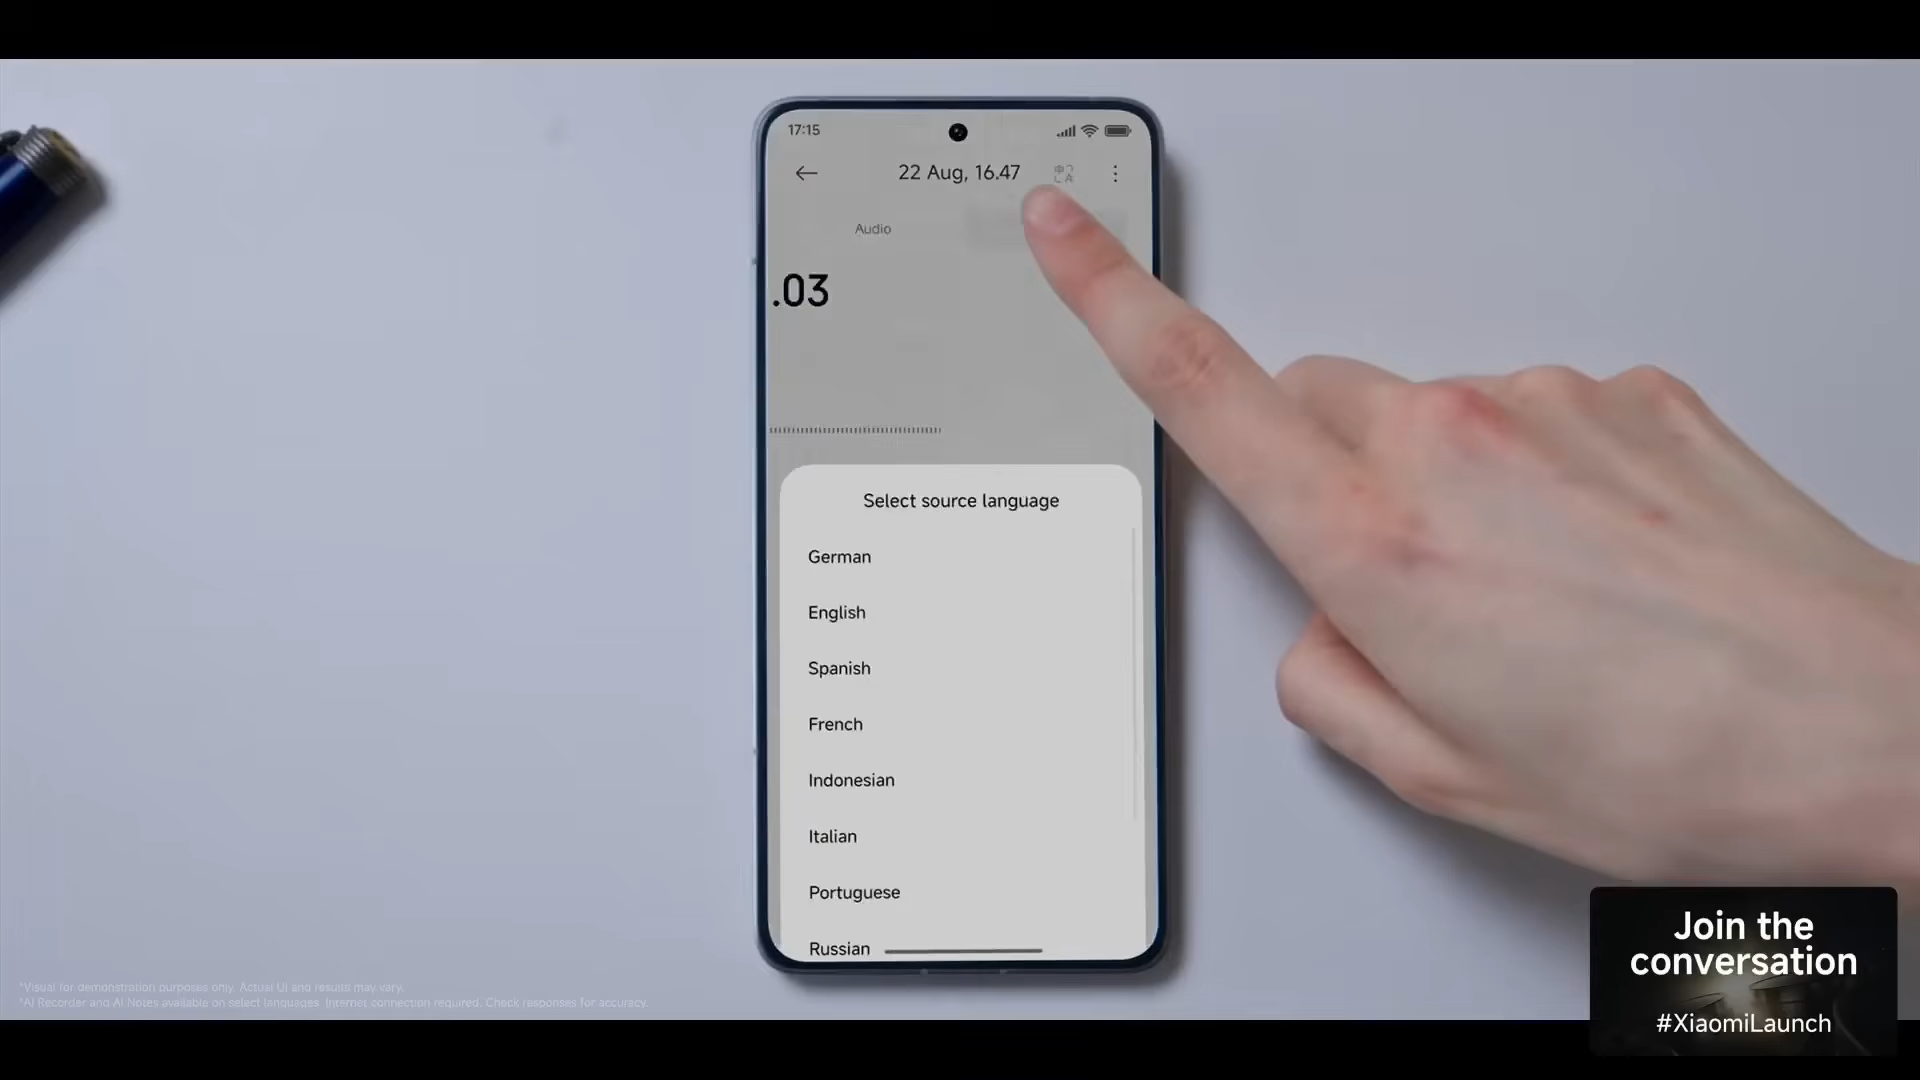 17:15
22 Aug, 16.47
Audio
.03
Select source language
German
English
Spanish
French
Indonesian
Italian
Portuguese
Russian
*Visual for demonstration purposes only. Actual UI and results may vary.
*AI Recorder and AI Notes available on select languages. Internet connection required. Check responses for accuracy.
Join the
conversation
#XiaomiLaunch